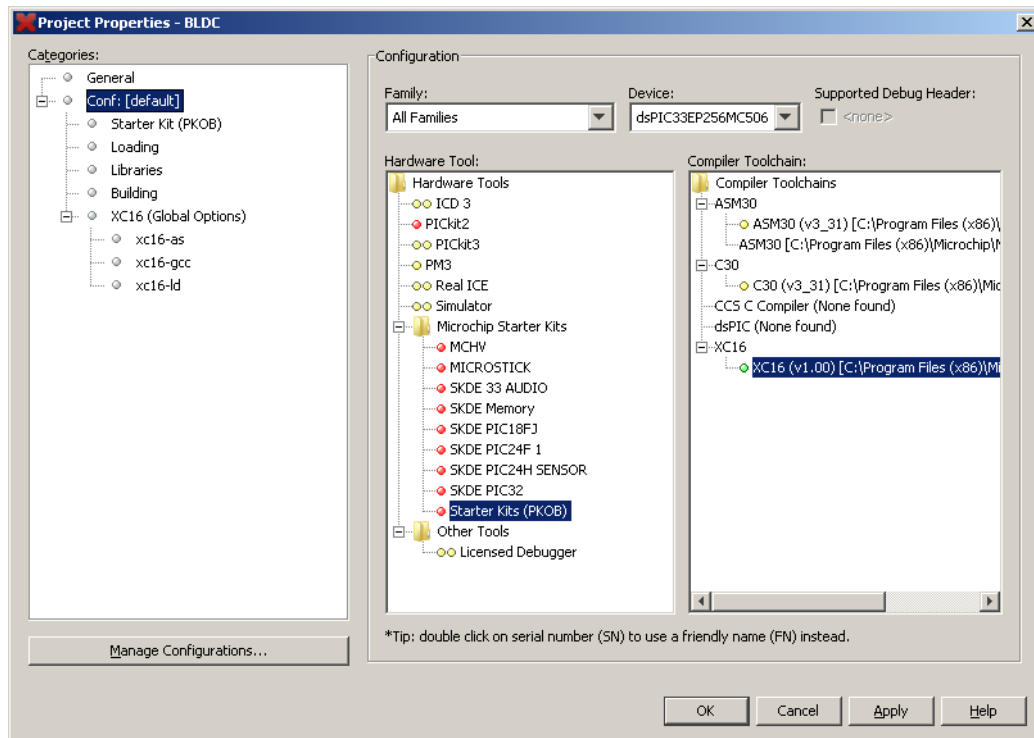 Project Properties - BLDC
Categories:
General
Conf: [default]
Starter Kit (PKOB)
Loading
Libraries
Building
XC16 (Global Options)
xc16-as
xc16-gcc
xc16-ld
Manage Configurations...
Configuration
Family:
All Families
Device:
dsPIC33EP256MC506
Supported Debug Header:
<none>
Hardware Tool:
Hardware Tools
ICD 3
PICkit2
PICkit3
PM3
Real ICE
Simulator
Microchip Starter Kits
MCHV
MICROSTICK
SKDE 33 AUDIO
SKDE Memory
SKDE PIC18FJ
SKDE PIC24F 1
SKDE PIC24H SENSOR
SKDE PIC32
Starter Kits (PKOB)
Other Tools
Licensed Debugger
Compiler Toolchain:
Compiler Toolchains
ASM30
ASM30 (v3_31) [C:\Program Files (x86)\
ASM30 [C:\Program Files (x86)\Microchip\
C30
C30 (v3_31) [C:\Program Files (x86)\Mic
CCS C Compiler (None found)
dsPIC (None found)
XC16
XC16 (v1.00) [C:\Program Files (x86)\Mi
*Tip: double click on serial number (SN) to use a friendly name (FN) instead.
OK
Cancel
Apply
Help